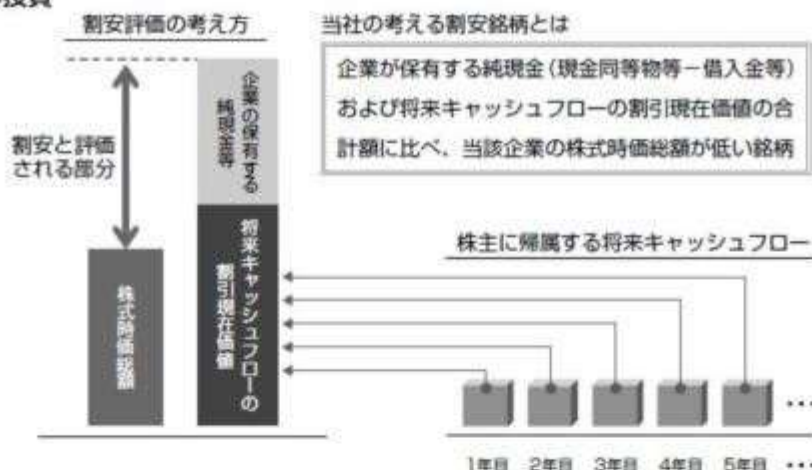 割安評価の考え方
当社の考える割安銘柄とは
企業が保有する純現金(現金同等物等-借入金等)
および将来キャッシュフローの割引現在価値の合
計額に比べ、当該企業の株式時価総額が低い銘柄
割安と評価
される部分
企業の保有する
純現金等
将来キャッシュフローの
割引現在価値
株式時価総額
株主に帰属する将来キャッシュフロー
…
1年目 2年目 3年目 4年目 5年目 …